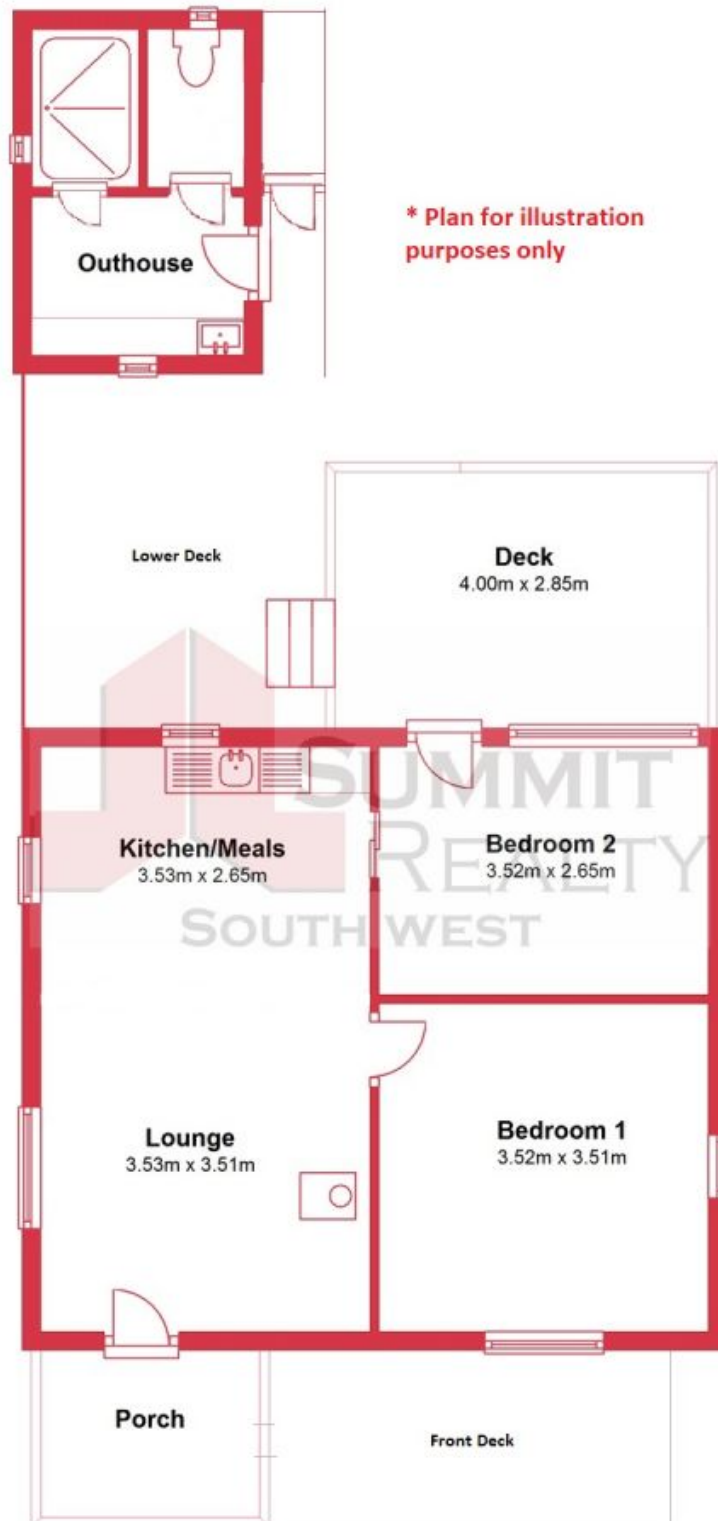 * Plan for illustration
purposes only
Outhouse
Lower Deck
Deck
4.00m x 2.85m
SUMMIT
REALTY
SOUTH WEST
Kitchen/Meals
3.53m x 2.65m
Bedroom 2
3.52m x 2.65m
Lounge
3.53m x 3.51m
Bedroom 1
3.52m x 3.51m
Porch
Front Deck